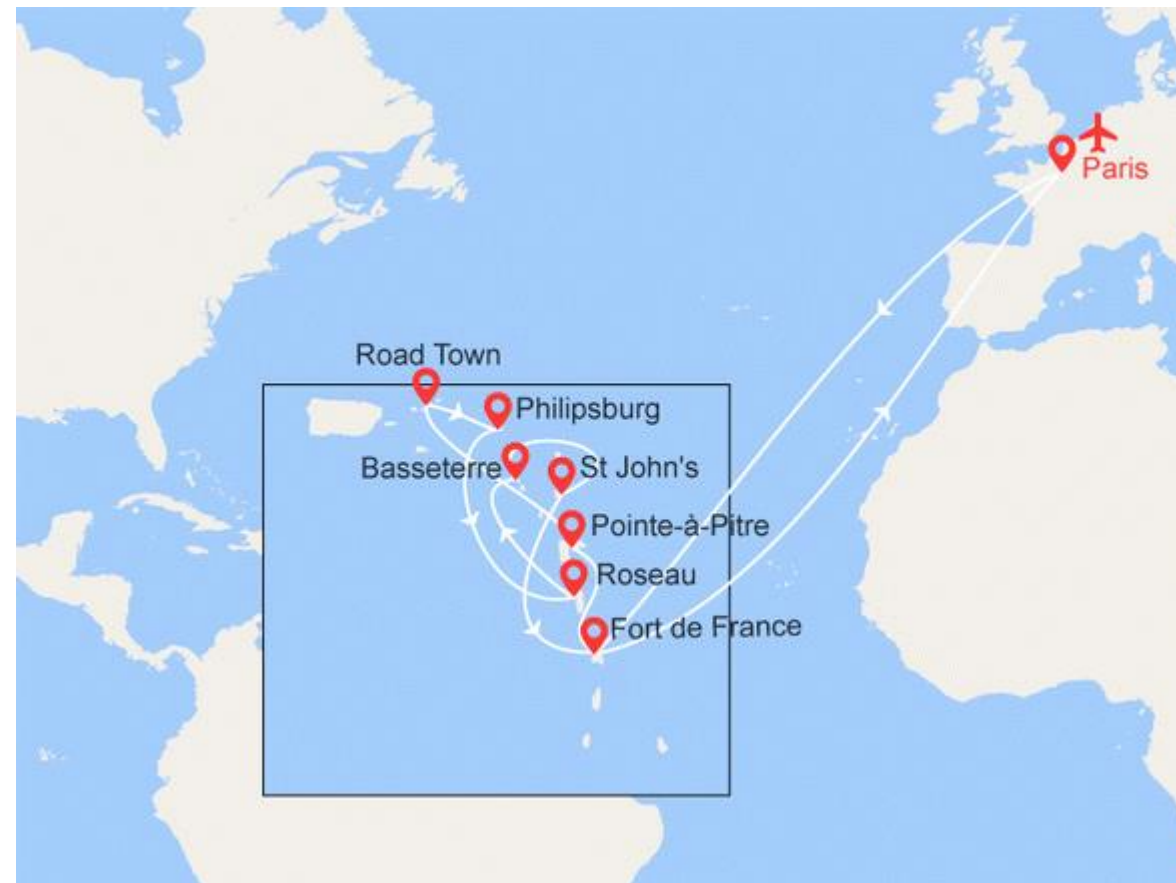 Paris
Road Town
Philipsburg
Basseterre
St John's
Pointe-à-Pitre
Roseau
Fort de France